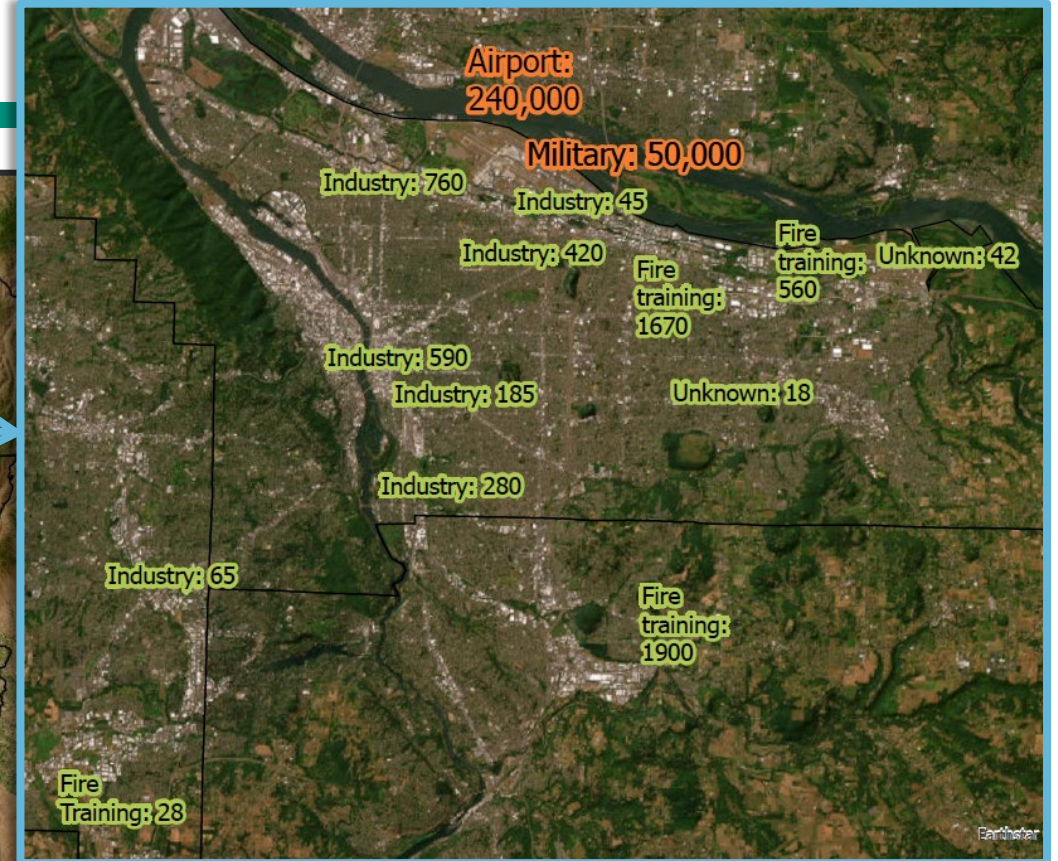 Airport:
240,000
Military: 50,000
Industry: 760
Industry: 45
Industry: 420
Fire
training:
560
Unknown: 42
Fire
training:
1670
Industry: 590
Industry: 185
Unknown: 18
Industry: 280
Industry: 65
Fire
training:
1900
Fire
Training: 28
Earthstar